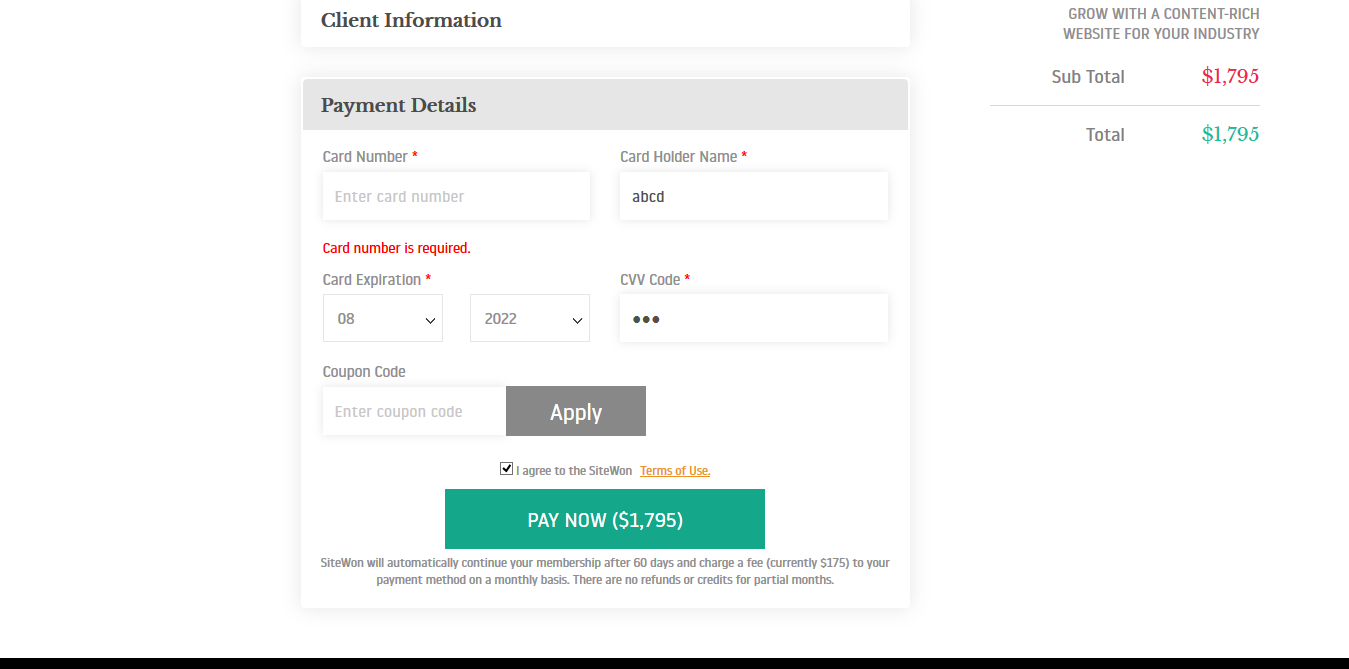 Client Information
GROW WITH A CONTENT-RICH
WEBSITE FOR YOUR INDUSTRY
Sub Total $1,795
Total $1,795
Payment Details
Card Number * Card Holder Name *
Enter card number abcd
Card number is required.
Card Expiration * CVV Code *
08 2022 •••
Coupon Code
Enter coupon code Apply
I agree to the SiteWon Terms of Use.
PAY NOW ($1,795)
SiteWon will automatically continue your membership after 60 days and charge a fee (currently $175) to your
payment method on a monthly basis. There are no refunds or credits for partial months.